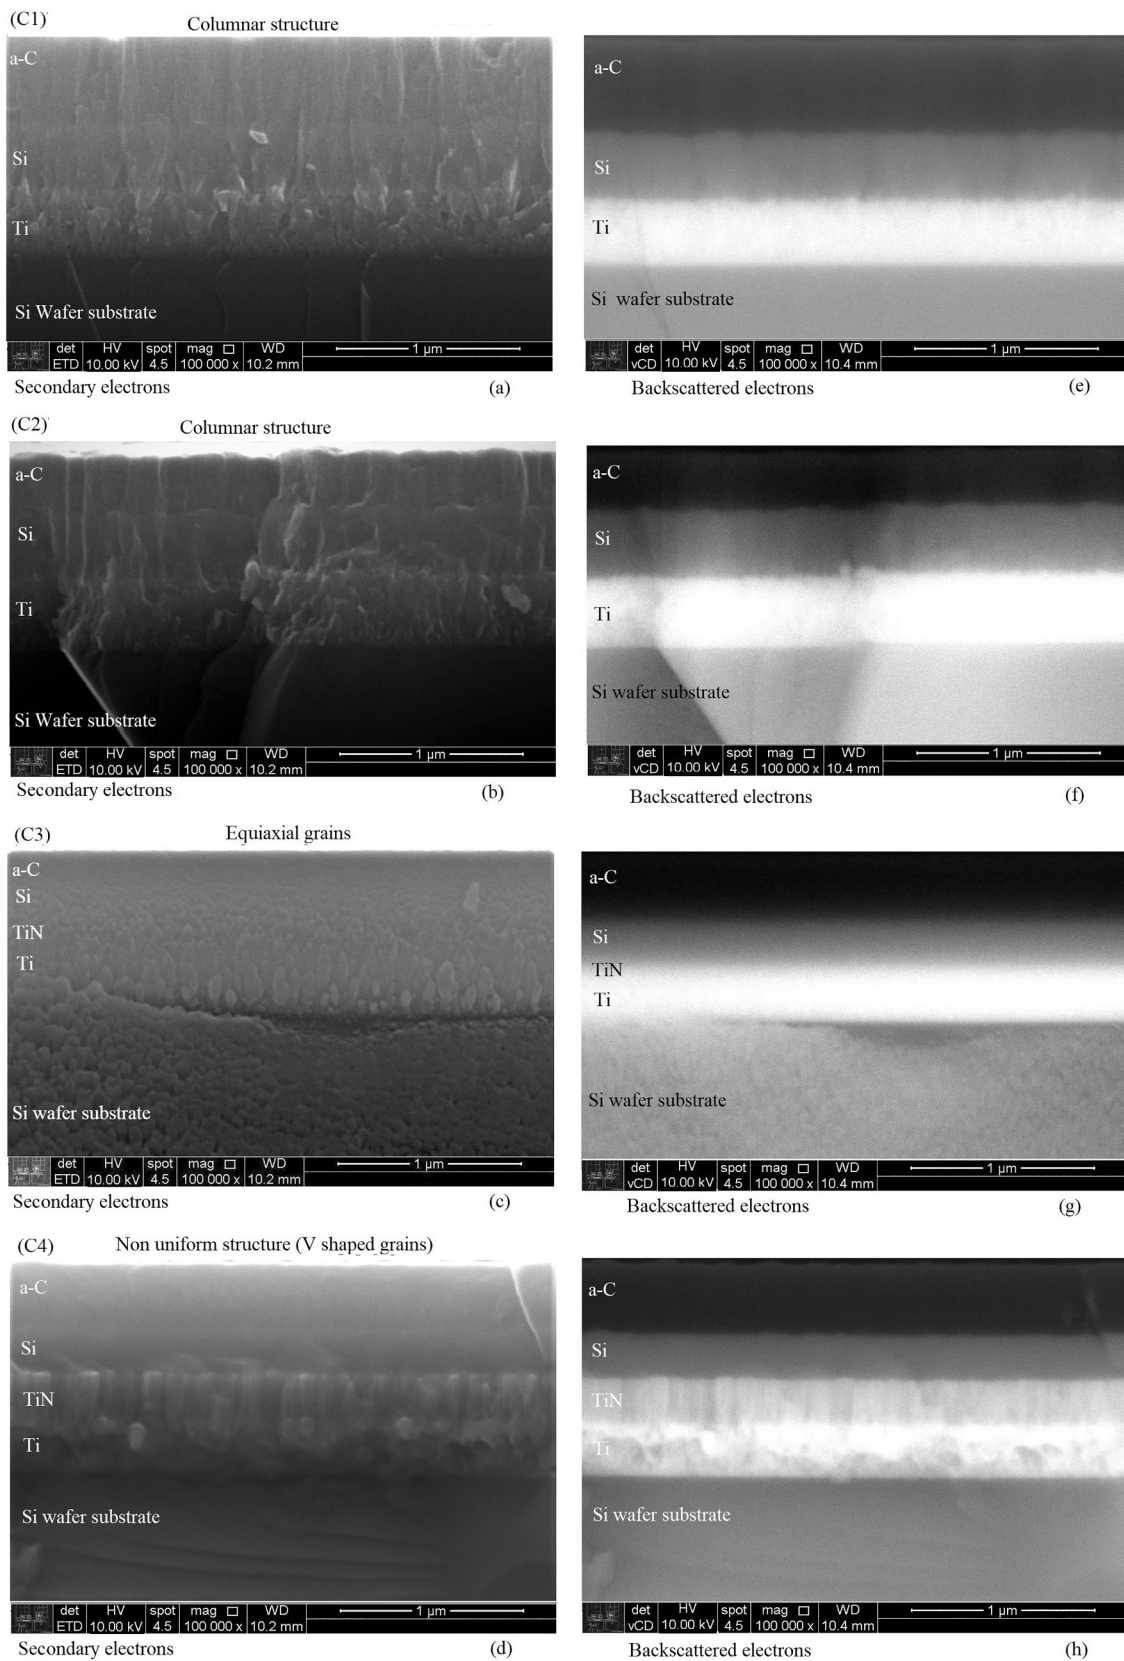 (C1) Columnar structure
a-C
Si
Ti
Si Wafer substrate
det HV spot mag □ WD
ETD 10.00 kV 4.5 100 000 x 10.2 mm
1 µm
Secondary electrons (a)
a-C
Si
Ti
Si wafer substrate
det HV spot mag □ WD
vCD 10.00 kV 4.5 100 000 x 10.4 mm
1 µm
Backscattered electrons (e)
(C2) Columnar structure
a-C
Si
Ti
Si Wafer substrate
det HV spot mag □ WD
ETD 10.00 kV 4.5 100 000 x 10.2 mm
1 µm
Secondary electrons (b)
a-C
Si
Ti
Si wafer substrate
det HV spot mag □ WD
vCD 10.00 kV 4.5 100 000 x 10.4 mm
1 µm
Backscattered electrons (f)
(C3) Equiaxial grains
a-C
Si
TiN
Ti
Si wafer substrate
det HV spot mag □ WD
ETD 10.00 kV 4.5 100 000 x 10.2 mm
1 µm
Secondary electrons (c)
a-C
Si
TiN
Ti
Si wafer substrate
det HV spot mag □ WD
vCD 10.00 kV 4.5 100 000 x 10.4 mm
1 µm
Backscattered electrons (g)
(C4) Non uniform structure (V shaped grains)
a-C
Si
TiN
Ti
Si wafer substrate
det HV spot mag □ WD
ETD 10.00 kV 4.5 100 000 x 10.2 mm
1 µm
Secondary electrons (d)
a-C
Si
TiN
Ti
Si wafer substrate
det HV spot mag □ WD
vCD 10.00 kV 4.5 100 000 x 10.4 mm
1 µm
Backscattered electrons (h)